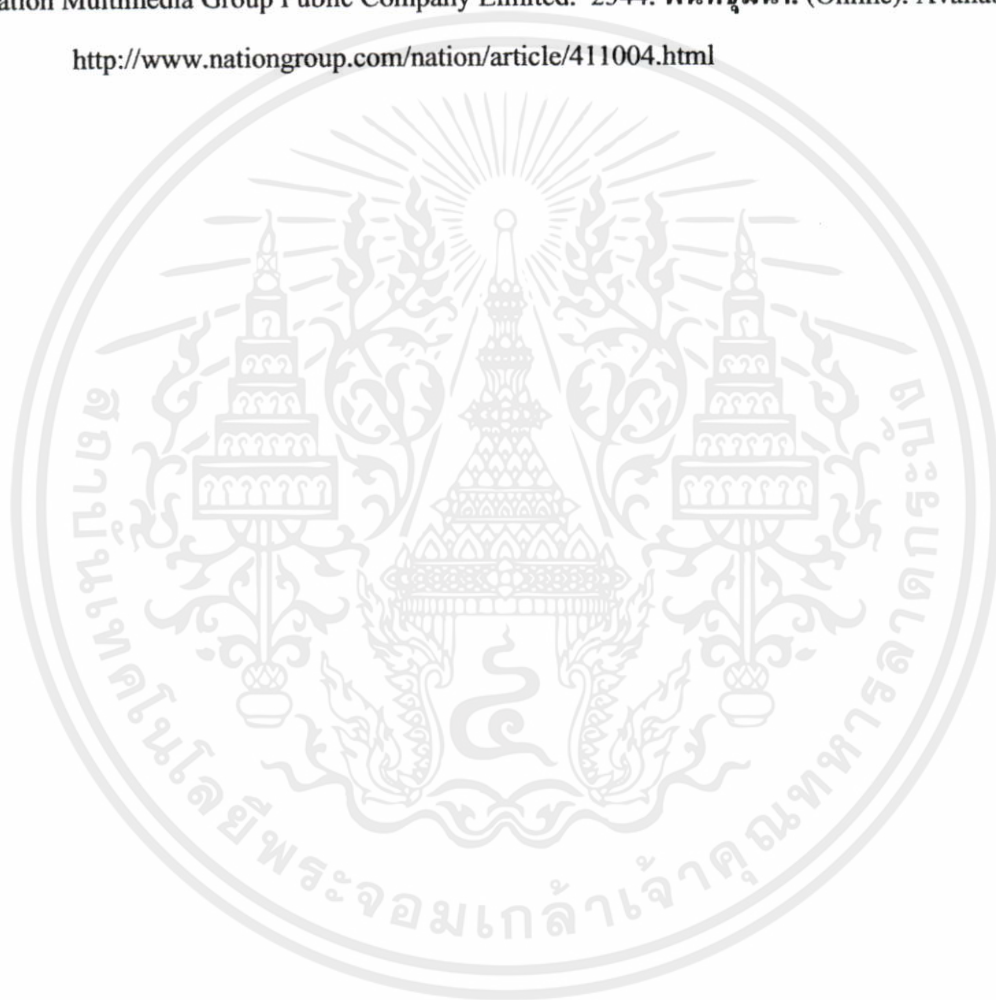 Multimedia Group Public Company Limited. 2544. (Online).
http://www.nationgroup.com/nation/article/411004.html
สถาบันเทคโนโลยีพระจอมเกล้าเจ้าคุณทหารลาดกระบัง
๔